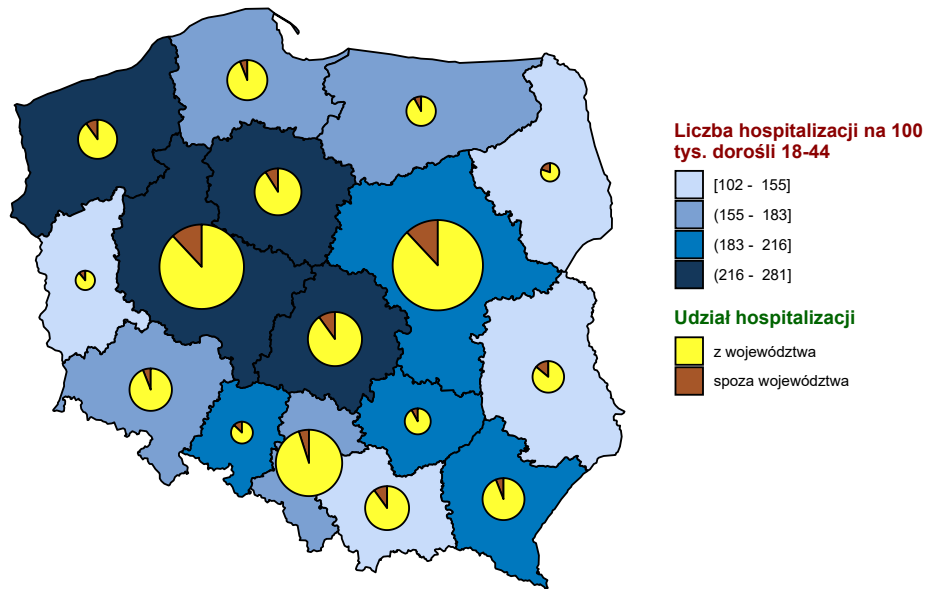 Liczba hospitalizacji na 100
tys. dorośli 18-44
[102 - 155]
(155 - 183]
(183 - 216]
(216 - 281]
Udział hospitalizacji
z województwa
spoza województwa